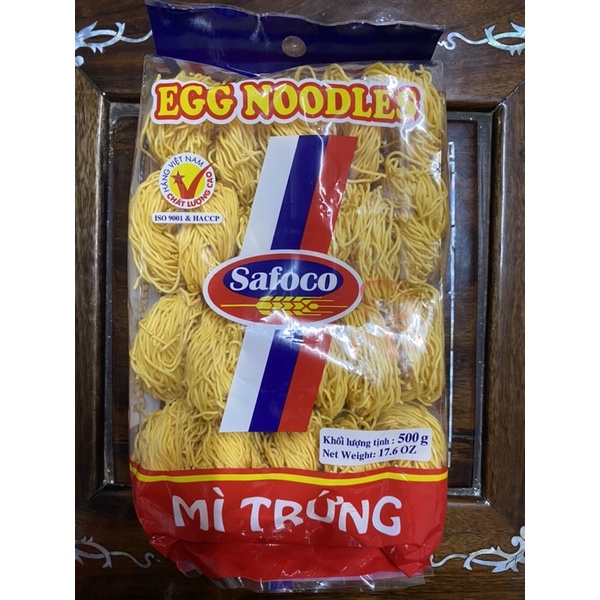 EGG NOODLES
HÀNG VIỆT NAM
CHẤT LƯỢNG CAO
ISO 9001 & HACCP
Safoco
Khối lượng tịnh : 500 g
Net Weight: 17.6 OZ
MÌ TRỨNG